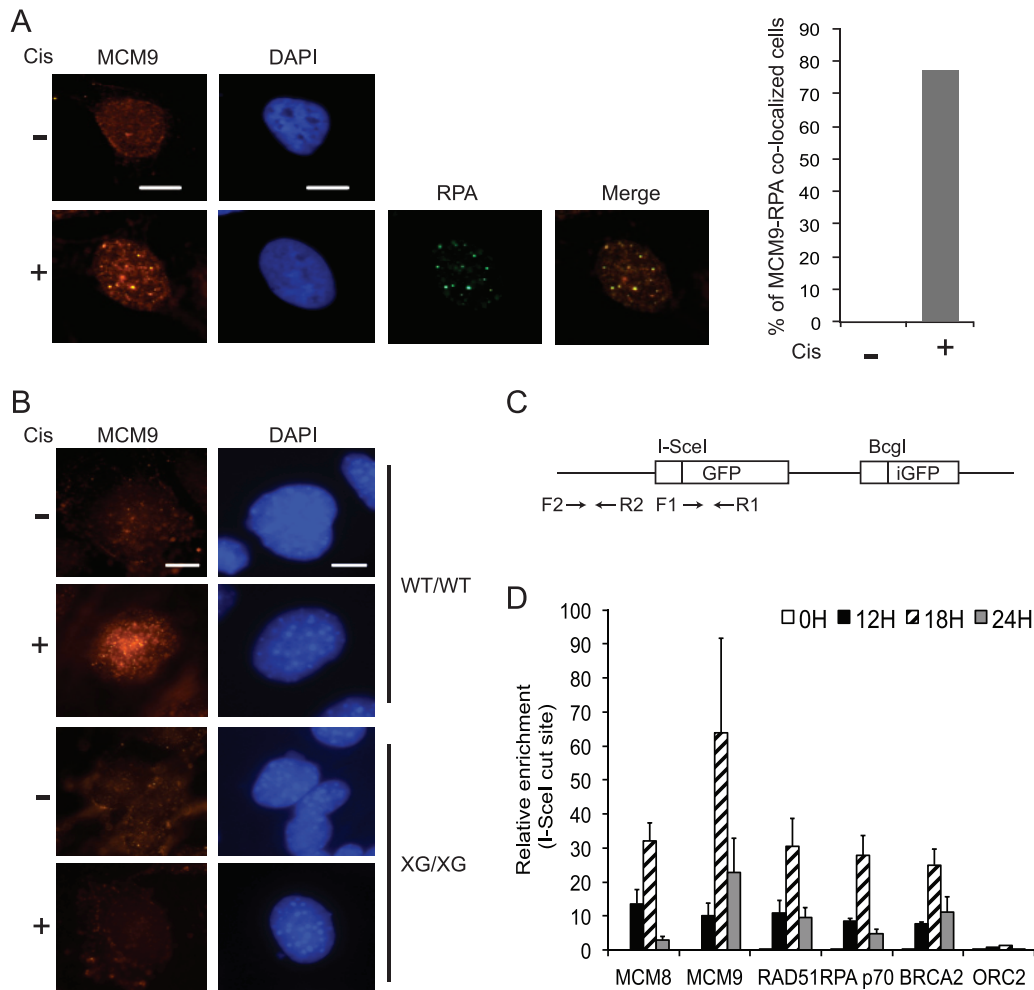 A
Cis MCM9 DAPI
−
RPA Merge
+
% of MCM9-RPA co-localized cells
90
80
70
60
50
40
30
20
10
0
Cis − +
B
Cis MCM9 DAPI
−
+
WT/WT
−
+
XG/XG
C
I-SceI BcgI
GFP iGFP
F2 R2 F1 R1
D
Relative enrichment
(I-SceI cut site)
100
90
80
70
60
50
40
30
20
10
0
0H 12H 18H 24H
MCM8 MCM9 RAD51 RPA p70 BRCA2 ORC2